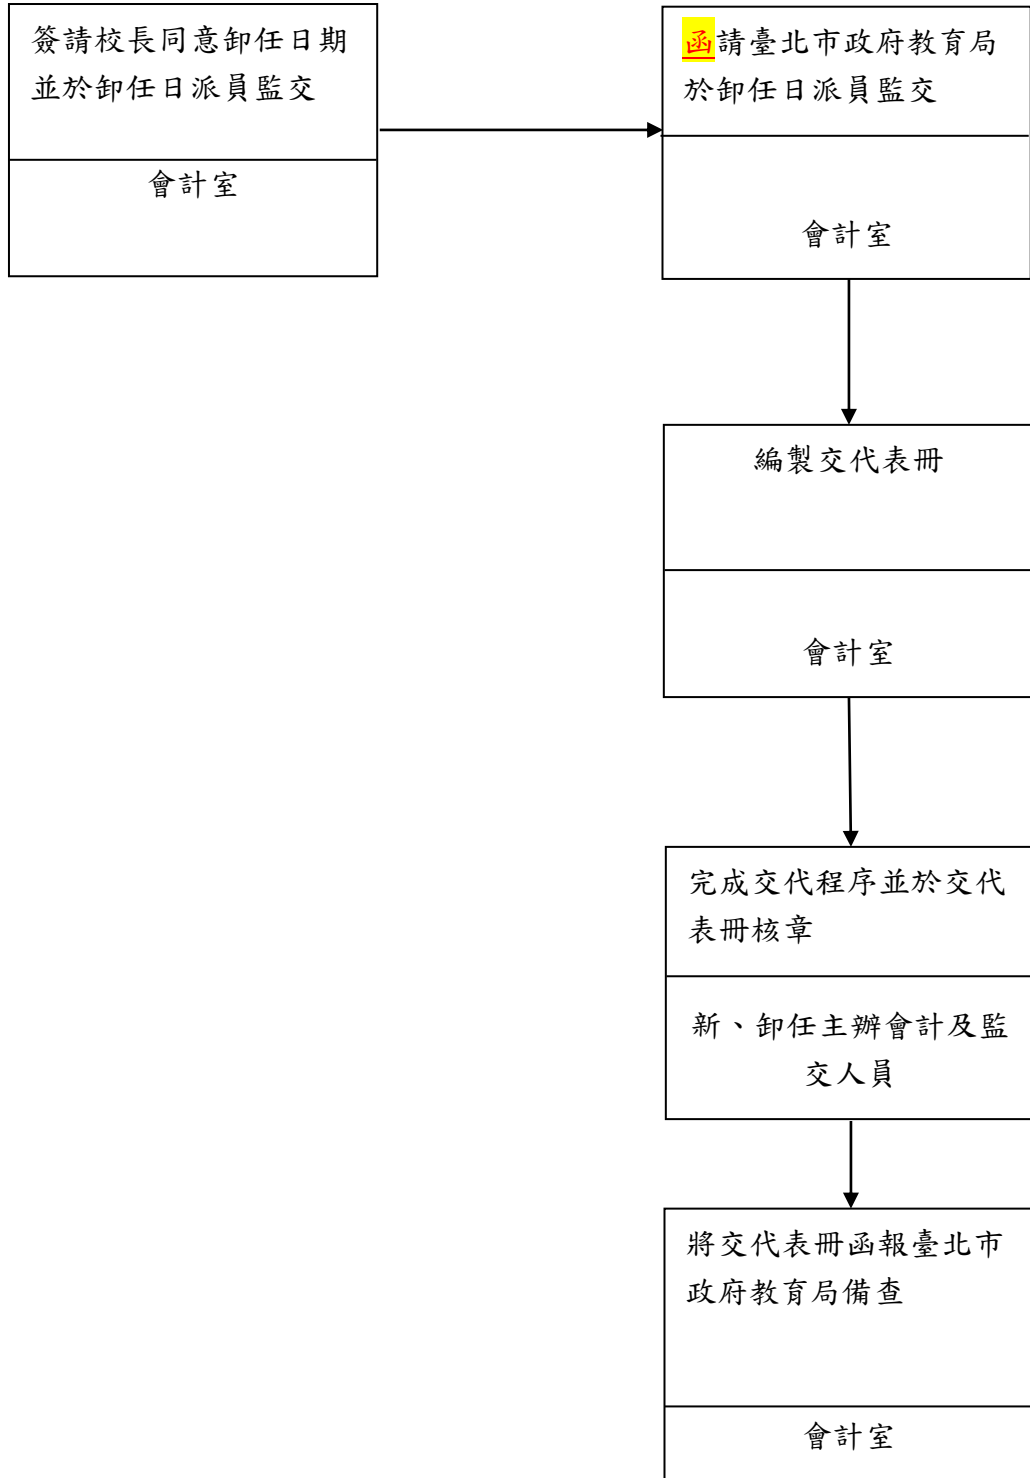 簽請校長同意卸任日期
並於卸任日派員監交
會計室
函請臺北市政府教育局
於卸任日派員監交
會計室
編製交代表冊
會計室
完成交代程序並於交代
表冊核章
新、卸任主辦會計及監
交人員
將交代表冊函報臺北市
政府教育局備查
會計室